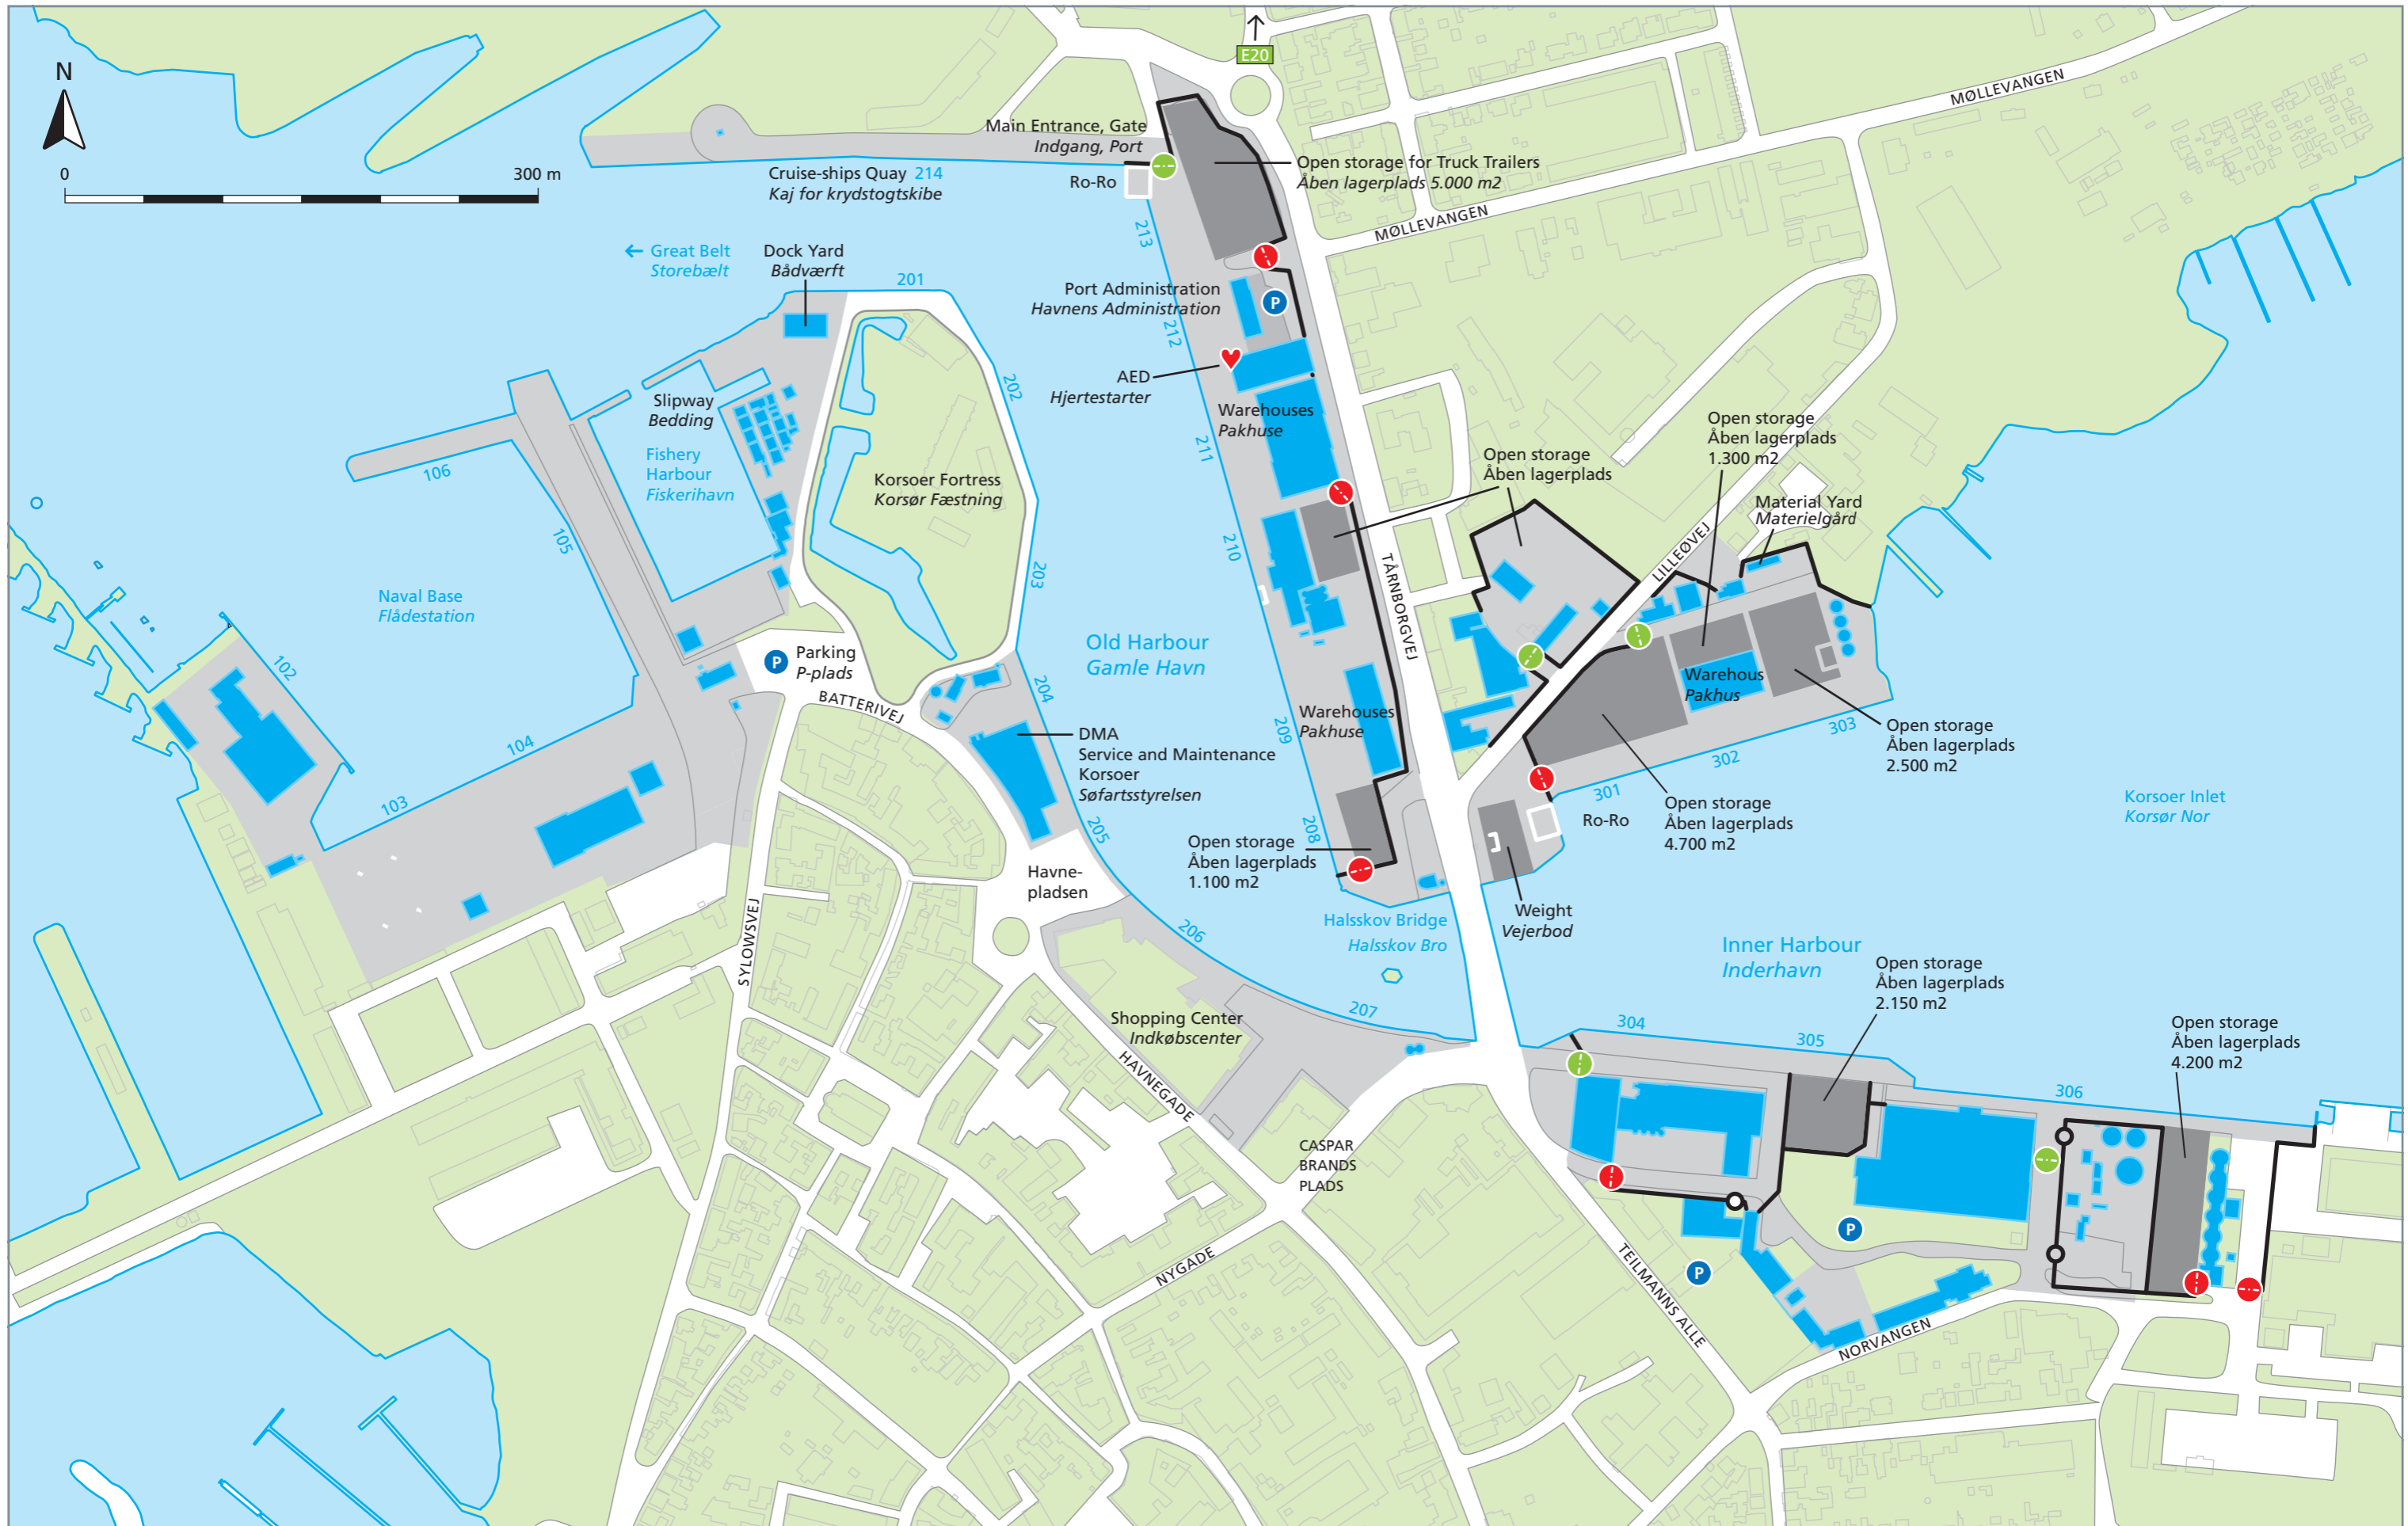 N
0
300 m
E20
MØLLEVANGEN
Main Entrance, Gate
Indgang, Port
Cruise-ships Quay 214
Kaj for krydstogtskibe
Ro-Ro
Open storage for Truck Trailers
Åben lagerplads 5.000 m2
MØLLEVANGEN
213
Great Belt
Storebælt
Dock Yard
Bådværft
201
Port Administration
Havnens Administration
P
212
202
AED
Hjertestarter
Slipway
Bedding
Warehouses
Pakhuse
211
Fishery
Harbour
Fiskerihavn
106
Korsoer Fortress
Korsør Fæstning
Open storage
Åben lagerplads
Open storage
Åben lagerplads
1.300 m2
Material Yard
Materielgård
105
210
203
LILLEØVEJ
TÅRNBORGVEJ
Naval Base
Flådestation
102
P
Parking
P-plads
BATTERIVEJ
Old Harbour
Gamle Havn
204
Warehous
Pakhus
Warehouses
Pakhuse
209
DMA
Service and Maintenance
Korsoer
Søfartsstyrelsen
104
103
303
302
301
Open storage
Åben lagerplads
2.500 m2
Open storage
Åben lagerplads
4.700 m2
Ro-Ro
Korsoer Inlet
Korsør Nor
205
208
Open storage
Åben lagerplads
1.100 m2
Havne-
pladsen
Weight
Vejerbod
SYLOWSVEJ
206
Halsskov Bridge
Halsskov Bro
Inner Harbour
Inderhavn
Open storage
Åben lagerplads
2.150 m2
207
304
305
Shopping Center
Indkøbscenter
Open storage
Åben lagerplads
4.200 m2
HAVNEGADE
306
CASPAR
BRANDS
PLADS
NYGADE
P
P
TEILMANNS ALLE
NORVANGEN